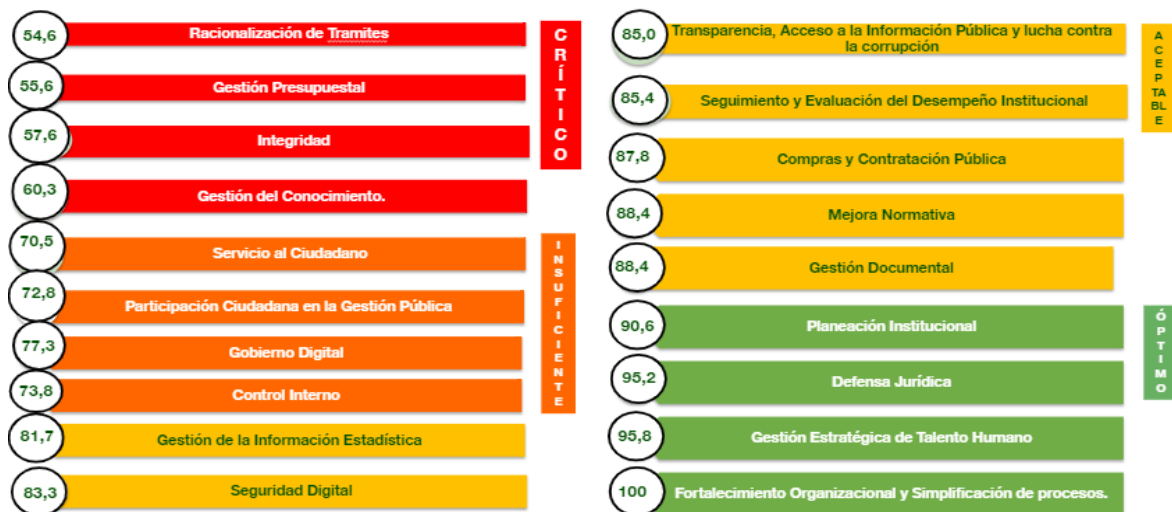 54,6
Racionalización de Tramites
55,6
Gestión Presupuestal
57,6
Integridad
60,3
Gestión del Conocimiento.
CRÍTICO
70,5
Servicio al Ciudadano
72,8
Participación Ciudadana en la Gestión Pública
77,3
Gobierno Digital
73,8
Control Interno
INSUFICIENTE
81,7
Gestión de la Información Estadística
83,3
Seguridad Digital
85,0
Transparencia, Acceso a la Información Pública y lucha contra
la corrupción
85,4
Seguimiento y Evaluación del Desempeño Institucional
ACEPTABLE
87,8
Compras y Contratación Pública
88,4
Mejora Normativa
88,4
Gestión Documental
90,6
Planeación Institucional
95,2
Defensa Jurídica
ÓPTIMO
95,8
Gestión Estratégica de Talento Humano
100
Fortalecimiento Organizacional y Simplificación de procesos.